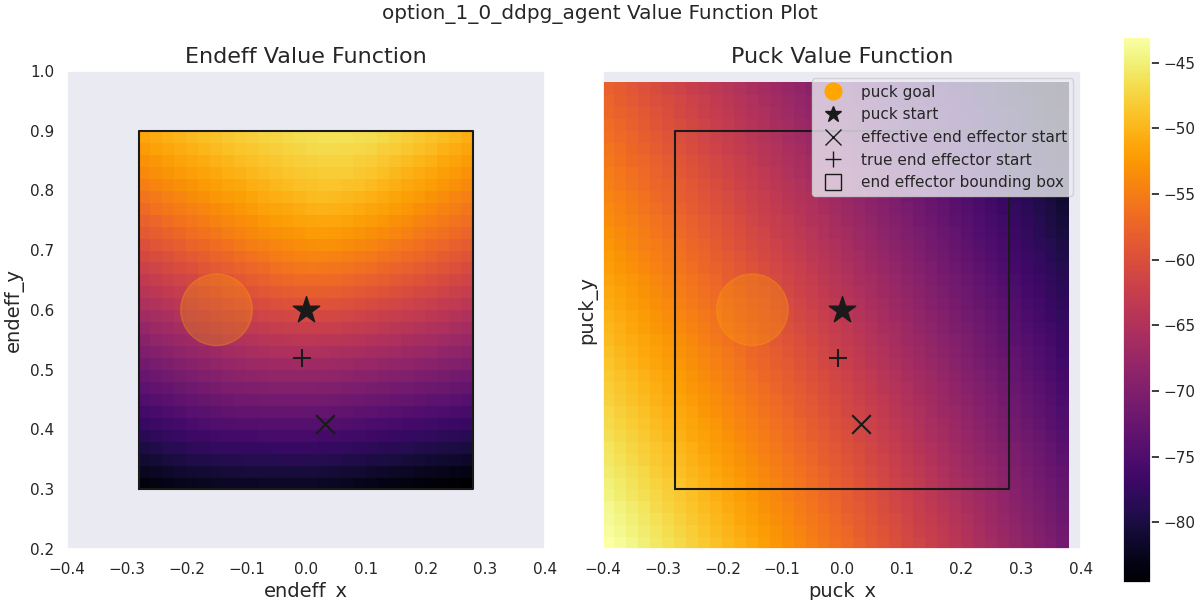 option_1_0_ddpg_agent Value Function Plot
Endeff Value Function
1.0
0.9
0.8
0.7
0.6
0.5
0.4
0.3
0.2
endeff_y
−0.4 −0.3 −0.2 −0.1 0.0 0.1 0.2 0.3 0.4
endeff_x
Puck Value Function
puck goal
puck start
effective end effector start
true end effector start
end effector bounding box
puck_y
−0.4 −0.3 −0.2 −0.1 0.0 0.1 0.2 0.3 0.4
puck_x
−45
−50
−55
−60
−65
−70
−75
−80